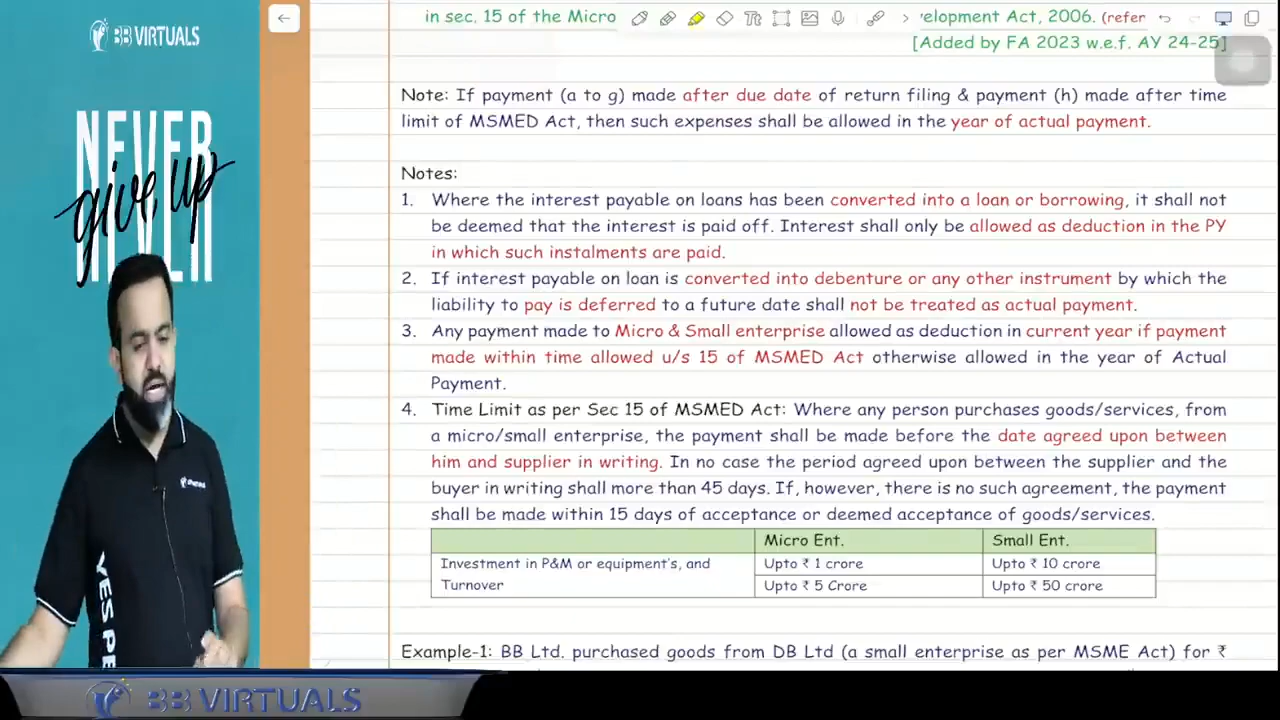 BB VIRTUALS
NEVER
give up
NEVER
in sec. 15 of the Micro
velopment Act, 2006. (refer
[Added by FA 2023 w.e.f. AY 24-25]
Note: If payment (a to g) made after due date of return filing & payment (h) made after time
limit of MSMED Act, then such expenses shall be allowed in the year of actual payment.
Notes:
1. Where the interest payable on loans has been converted into a loan or borrowing, it shall not
be deemed that the interest is paid off. Interest shall only be allowed as deduction in the PY
in which such instalments are paid.
2. If interest payable on loan is converted into debenture or any other instrument by which the
liability to pay is deferred to a future date shall not be treated as actual payment.
3. Any payment made to Micro & Small enterprise allowed as deduction in current year if payment
made within time allowed u/s 15 of MSMED Act otherwise allowed in the year of Actual
Payment.
4. Time Limit as per Sec 15 of MSMED Act: Where any person purchases goods/services, from
a micro/small enterprise, the payment shall be made before the date agreed upon between
him and supplier in writing. In no case the period agreed upon between the supplier and the
buyer in writing shall more than 45 days. If, however, there is no such agreement, the payment
shall be made within 15 days of acceptance or deemed acceptance of goods/services.
Micro Ent. Small Ent.
Investment in P&M or equipment's, and Upto ₹ 1 crore Upto ₹ 10 crore
Turnover Upto ₹ 5 Crore Upto ₹ 50 crore
Example-1: BB Ltd. purchased goods from DB Ltd (a small enterprise as per MSME Act) for ₹
YES PE
BB VIRTUALS